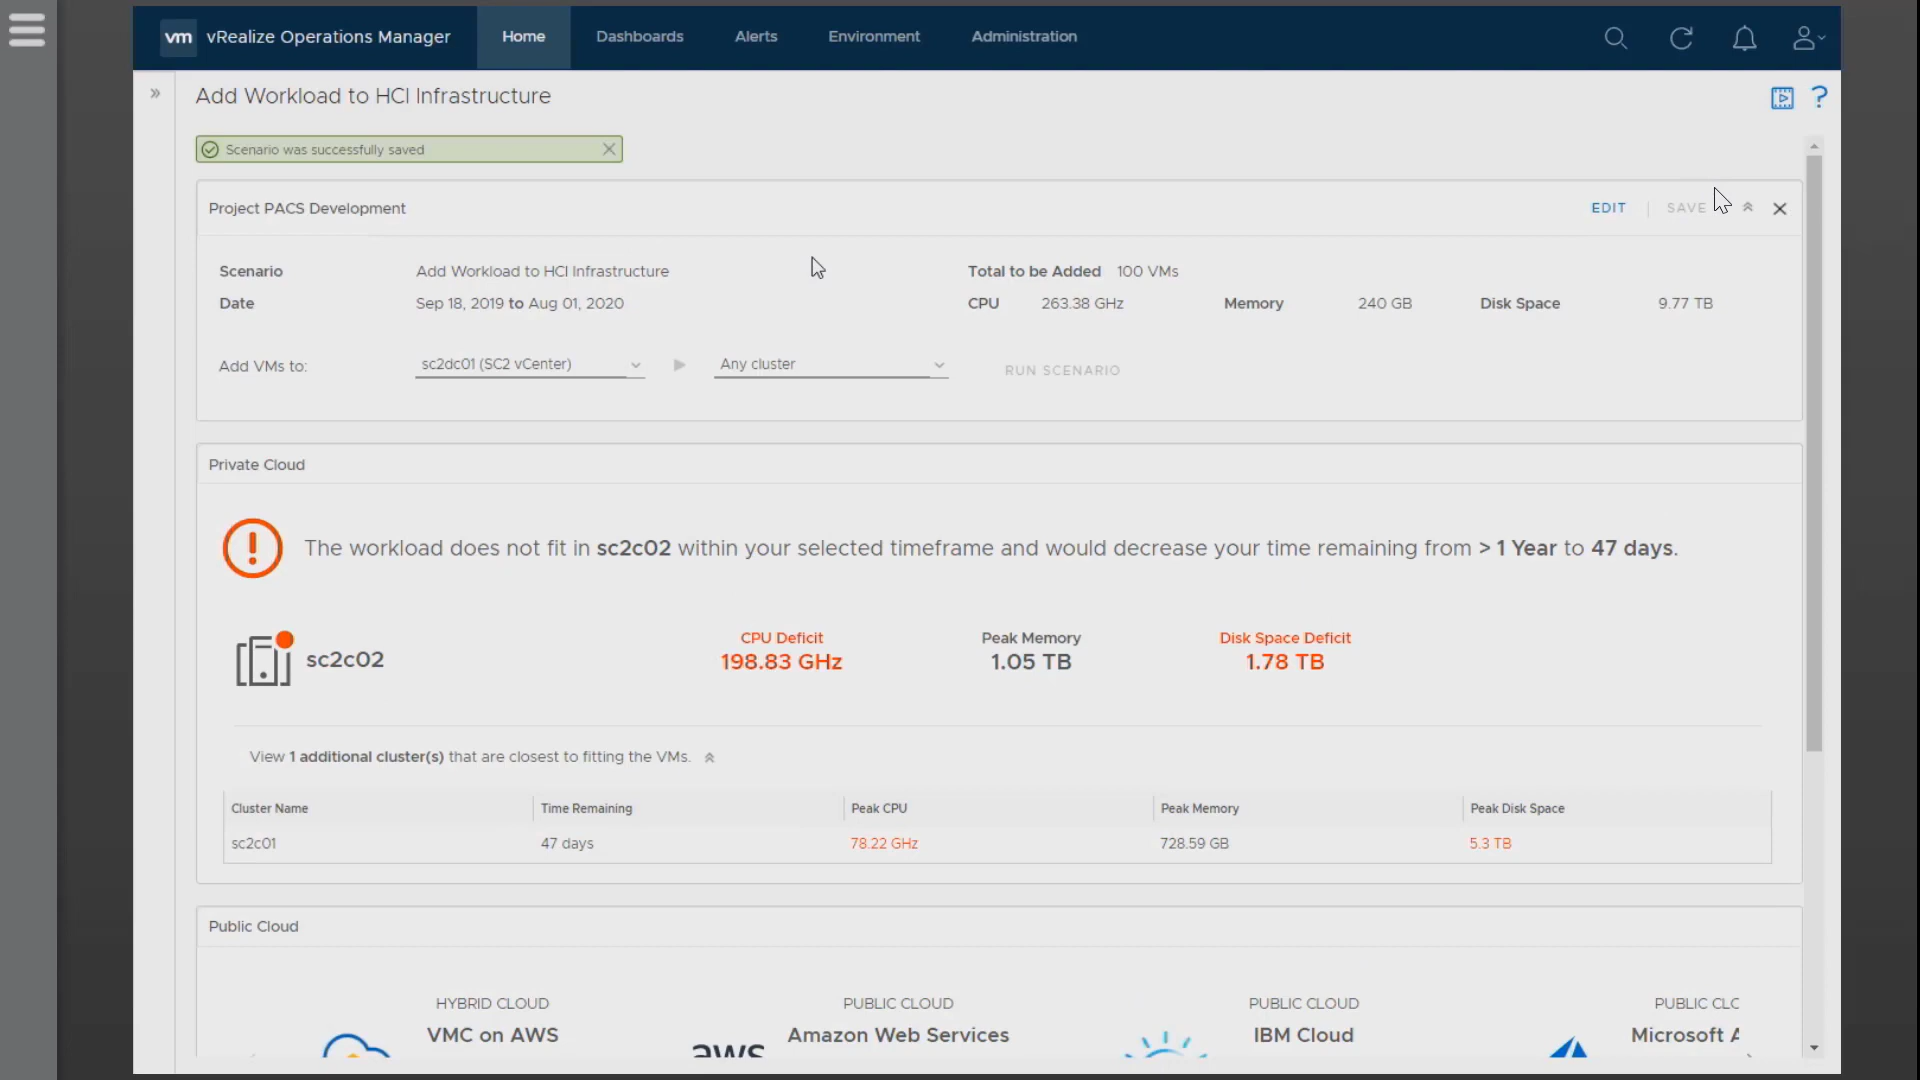 vm vRealize Operations Manager Home Dashboards Alerts Environment Administration
Add Workload to HCI Infrastructure
?
Scenario was successfully saved
Project PACS Development EDIT SAVE
Scenario Add Workload to HCI Infrastructure Total to be Added 100 VMs
Date Sep 18, 2019 to Aug 01, 2020 CPU 263.38 GHz Memory 240 GB Disk Space 9.77 TB
Add VMs to: sc2dc01 (SC2 vCenter) Any cluster RUN SCENARIO
Private Cloud
The workload does not fit in sc2c02 within your selected timeframe and would decrease your time remaining from > 1 Year to 47 days.
CPU Deficit Peak Memory Disk Space Deficit
sc2c02 198.83 GHz 1.05 TB 1.78 TB
View 1 additional cluster(s) that are closest to fitting the VMs.
Cluster Name Time Remaining Peak CPU Peak Memory Peak Disk Space
sc2c01 47 days 78.22 GHz 728.59 GB 5.3 TB
Public Cloud
HYBRID CLOUD PUBLIC CLOUD PUBLIC CLOUD PUBLIC CLC
VMC on AWS Amazon Web Services IBM Cloud Microsoft A
aws